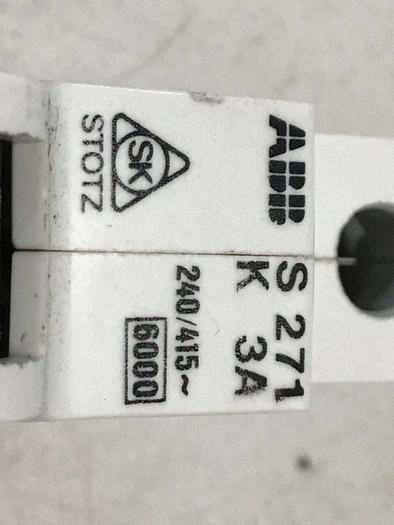 ABB
SK
STOTZ
S 271
K 3A
240/415~
6000